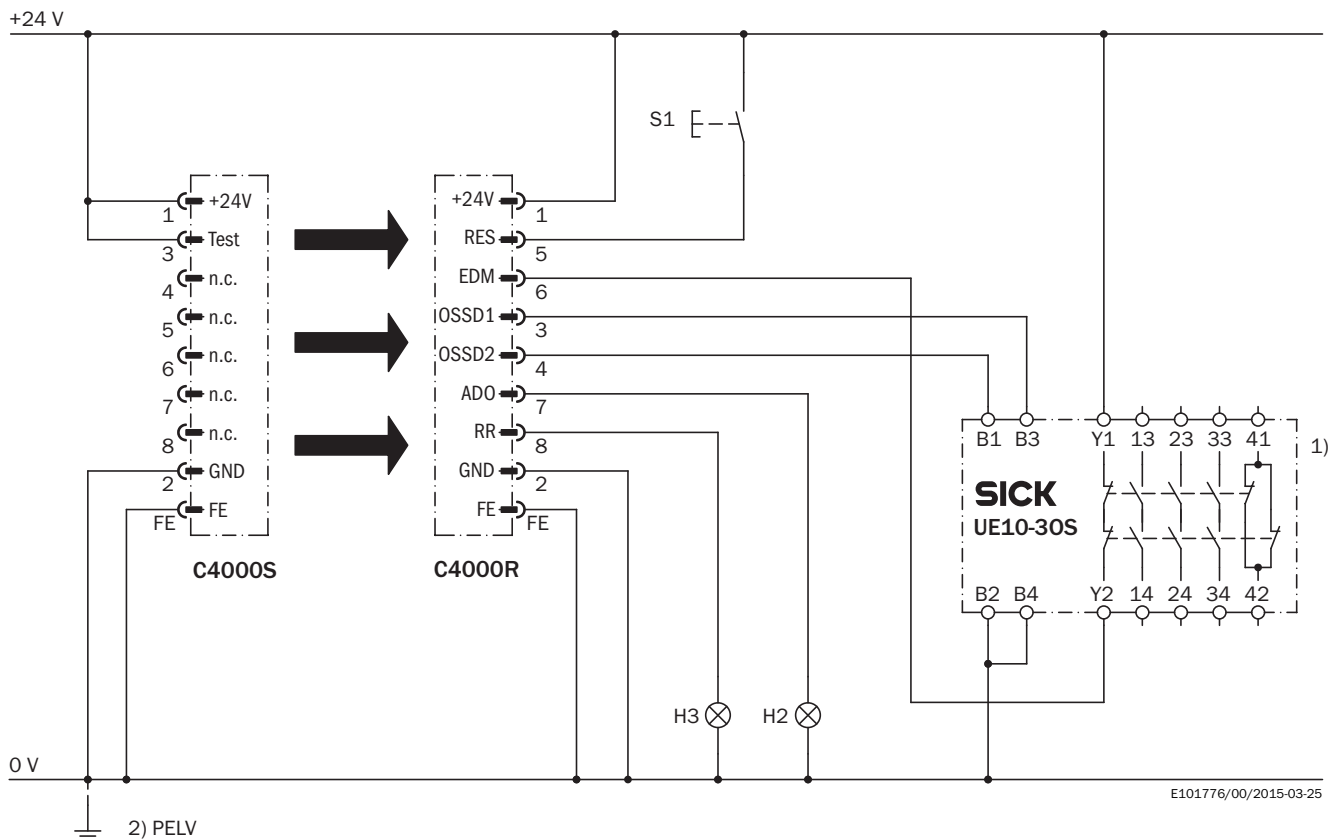 +24 V
S1
+24V
1
Test
3
n.c.
4
n.c.
5
n.c.
6
n.c.
7
n.c.
8
GND
2
FE
FE
C4000S
+24V
1
RES
5
EDM
6
OSSD1
3
OSSD2
4
ADO
7
RR
8
GND
2
FE
FE
C4000R
B1 B3 Y1 13 23 33 41
1)
SICK
UE10-30S
B2 B4 Y2 14 24 34 42
H3
H2
0 V
E101776/00/2015-03-25
2) PELV